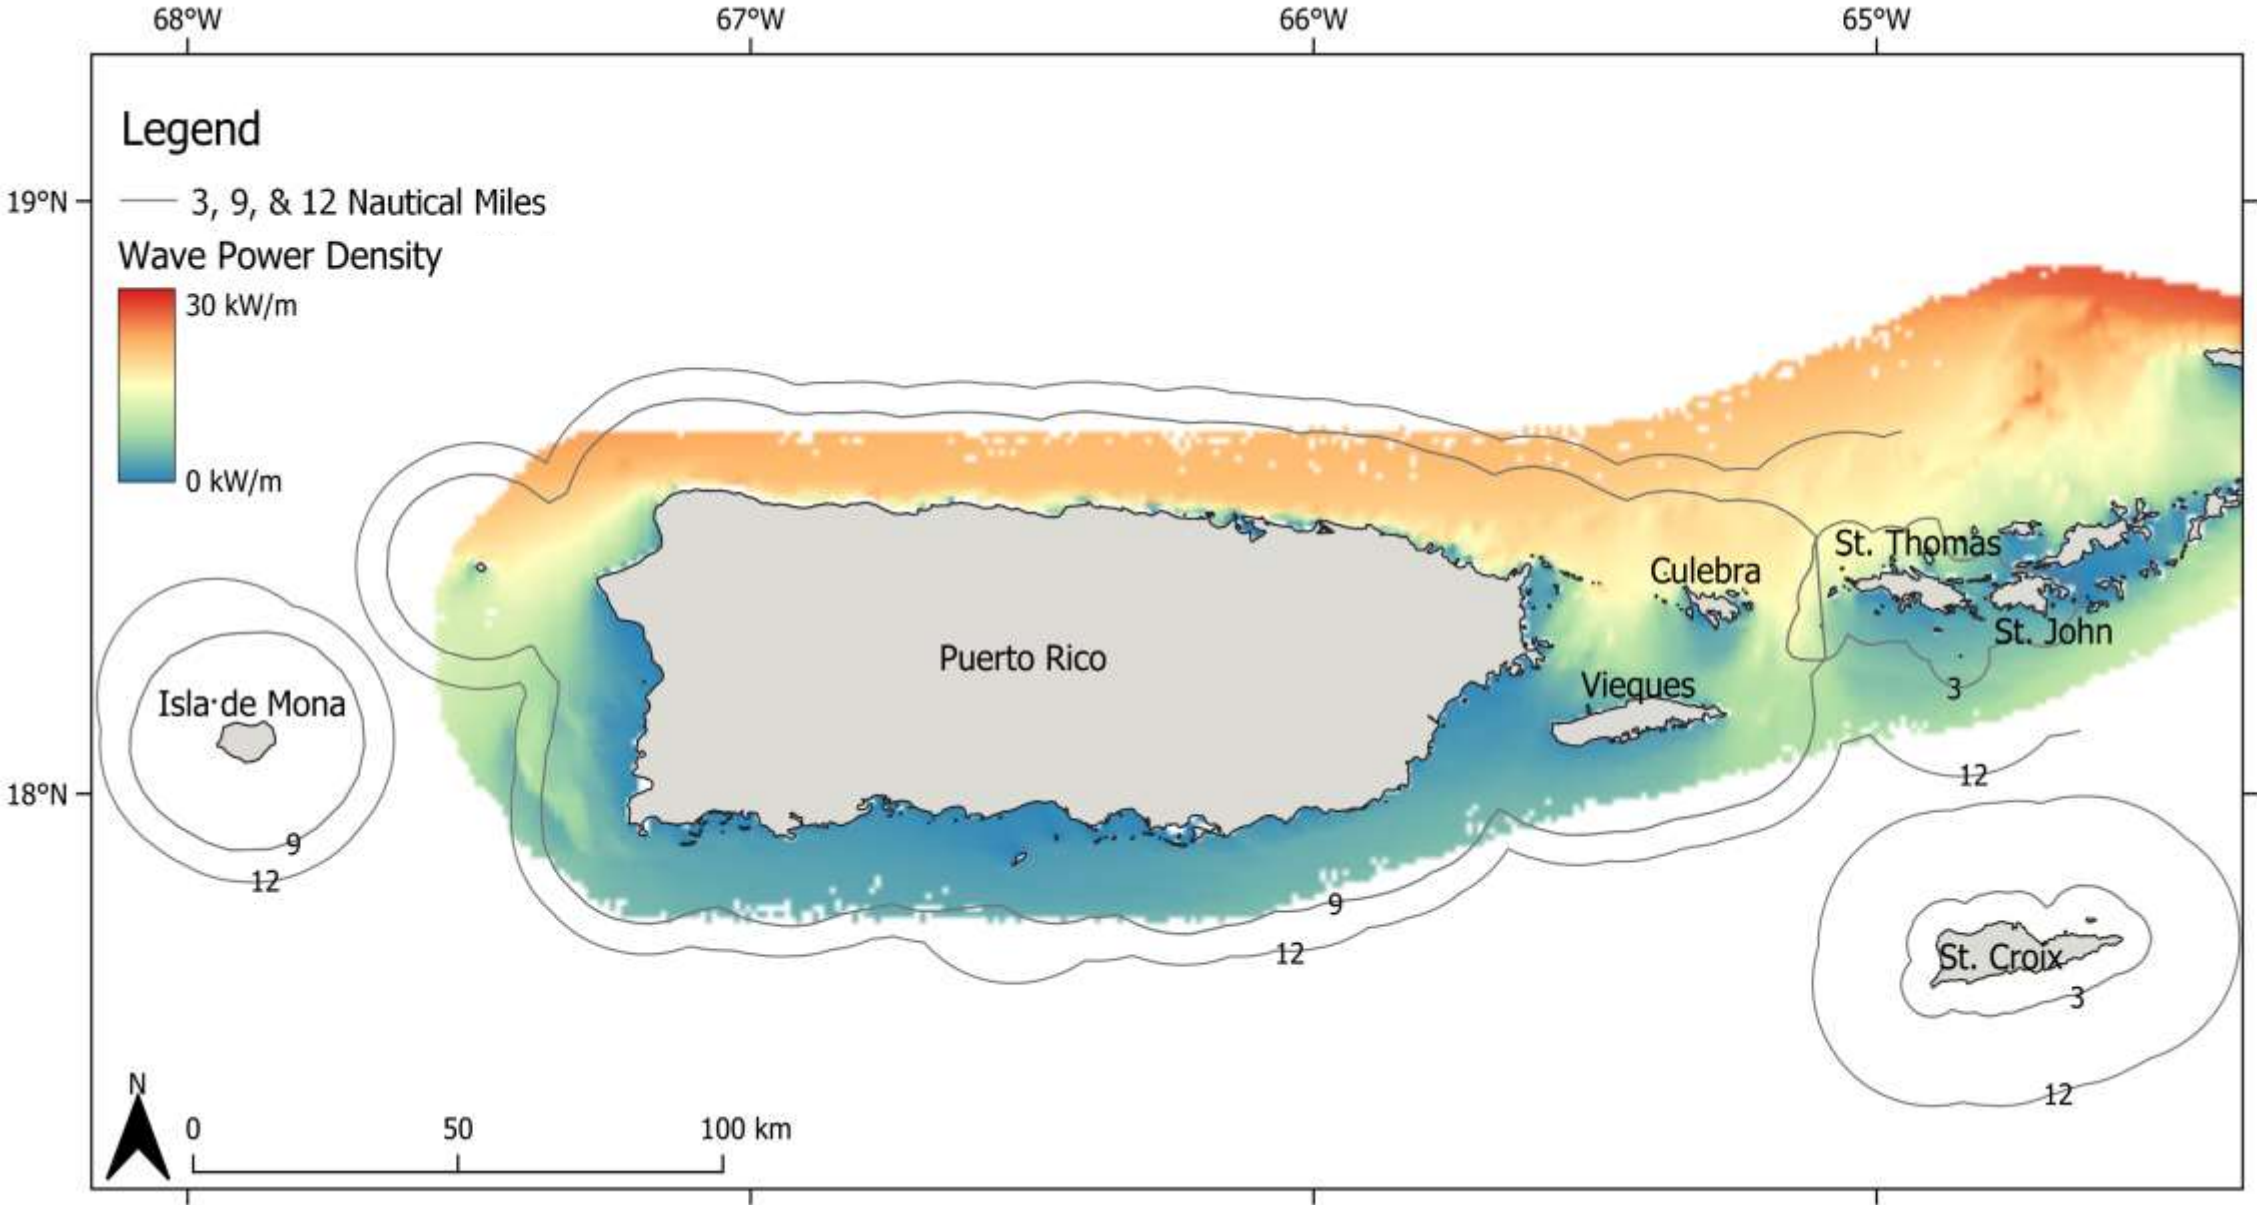 68°W 67°W 66°W 65°W
Legend
3, 9, & 12 Nautical Miles
19°N
Wave Power Density
30 kW/m
0 kW/m
St. Thomas
Culebra
St. John
Puerto Rico
Vieques
3
Isla de Mona
12
18°N
9
12
9
12
St. Croix
3
N
12
0 50 100 km